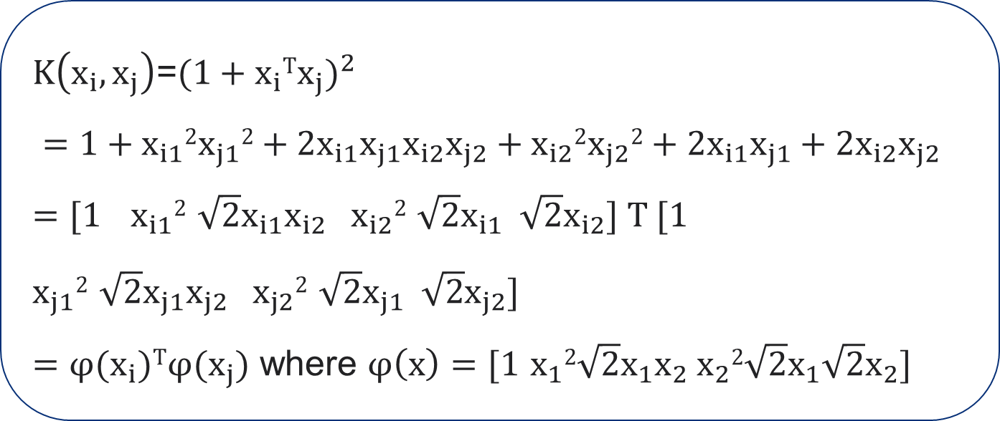 K(xᵢ, xⱼ)=(1 + xᵢᵀxⱼ)²
= 1 + xᵢ₁²xⱼ₁² + 2xᵢ₁xⱼ₁xᵢ₂xⱼ₂ + xᵢ₂²xⱼ₂² + 2xᵢ₁xⱼ₁ + 2xᵢ₂xⱼ₂
= [1 xᵢ₁² √2xᵢ₁xᵢ₂ xᵢ₂² √2xᵢ₁ √2xᵢ₂] T [1
xⱼ₁² √2xⱼ₁xⱼ₂ xⱼ₂² √2xⱼ₁ √2xⱼ₂]
= φ(xᵢ)ᵀφ(xⱼ) where φ(x) = [1 x₁²√2x₁x₂ x₂²√2x₁√2x₂]